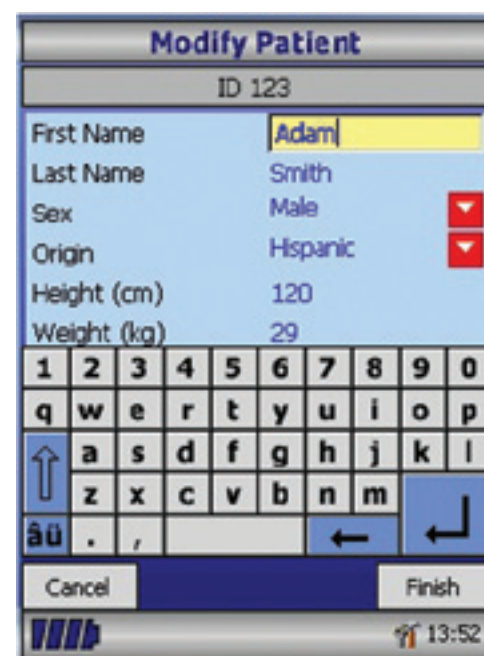 Modify Patient
ID 123
First Name Adam
Last Name Smith
Sex Male
Origin Hispanic
Height (cm) 120
Weight (kg) 29
1 2 3 4 5 6 7 8 9 0
q w e r t y u i o p
a s d f g h j k l
z x c v b n m
âü . ,
Cancel Finish
13:52